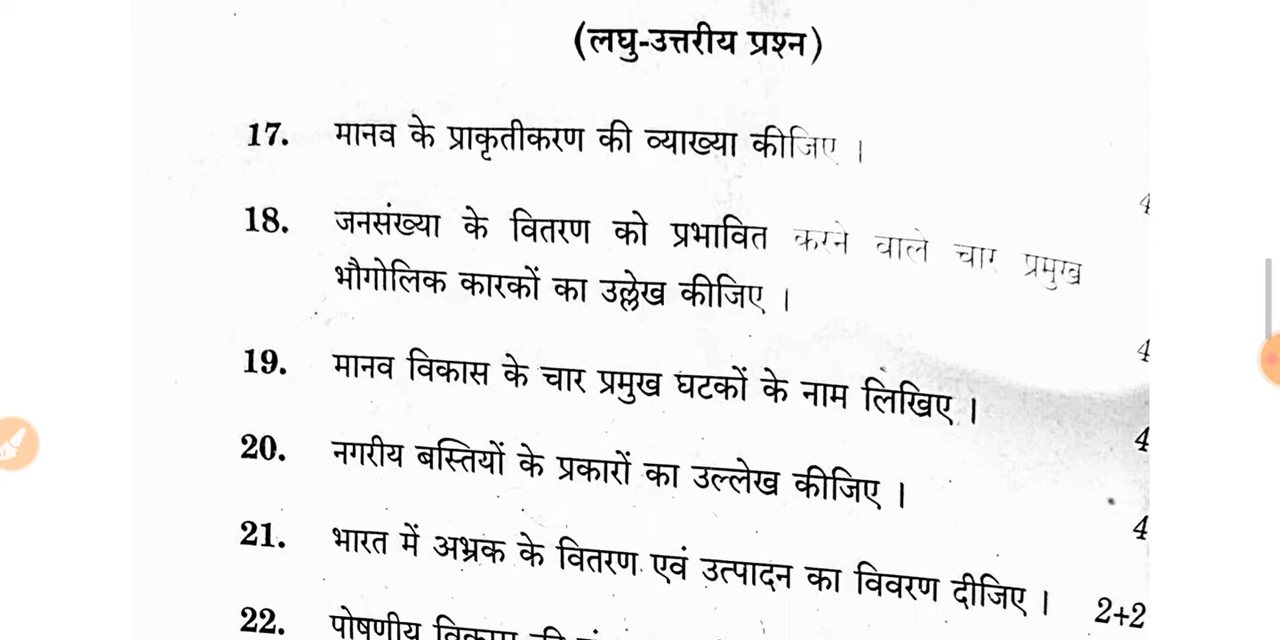 (लघु-उत्तरीय प्रश्न)
17. मानव के प्राकृतीकरण की व्याख्या कीजिए ।
4
18. जनसंख्या के वितरण को प्रभावित करने वाले चार प्रमुख
भौगोलिक कारकों का उल्लेख कीजिए ।
4
19. मानव विकास के चार प्रमुख घटकों के नाम लिखिए ।
4
20. नगरीय बस्तियों के प्रकारों का उल्लेख कीजिए ।
4
21. भारत में अभ्रक के वितरण एवं उत्पादन का विवरण दीजिए ।
2+2
22. पोषणीय विकास की